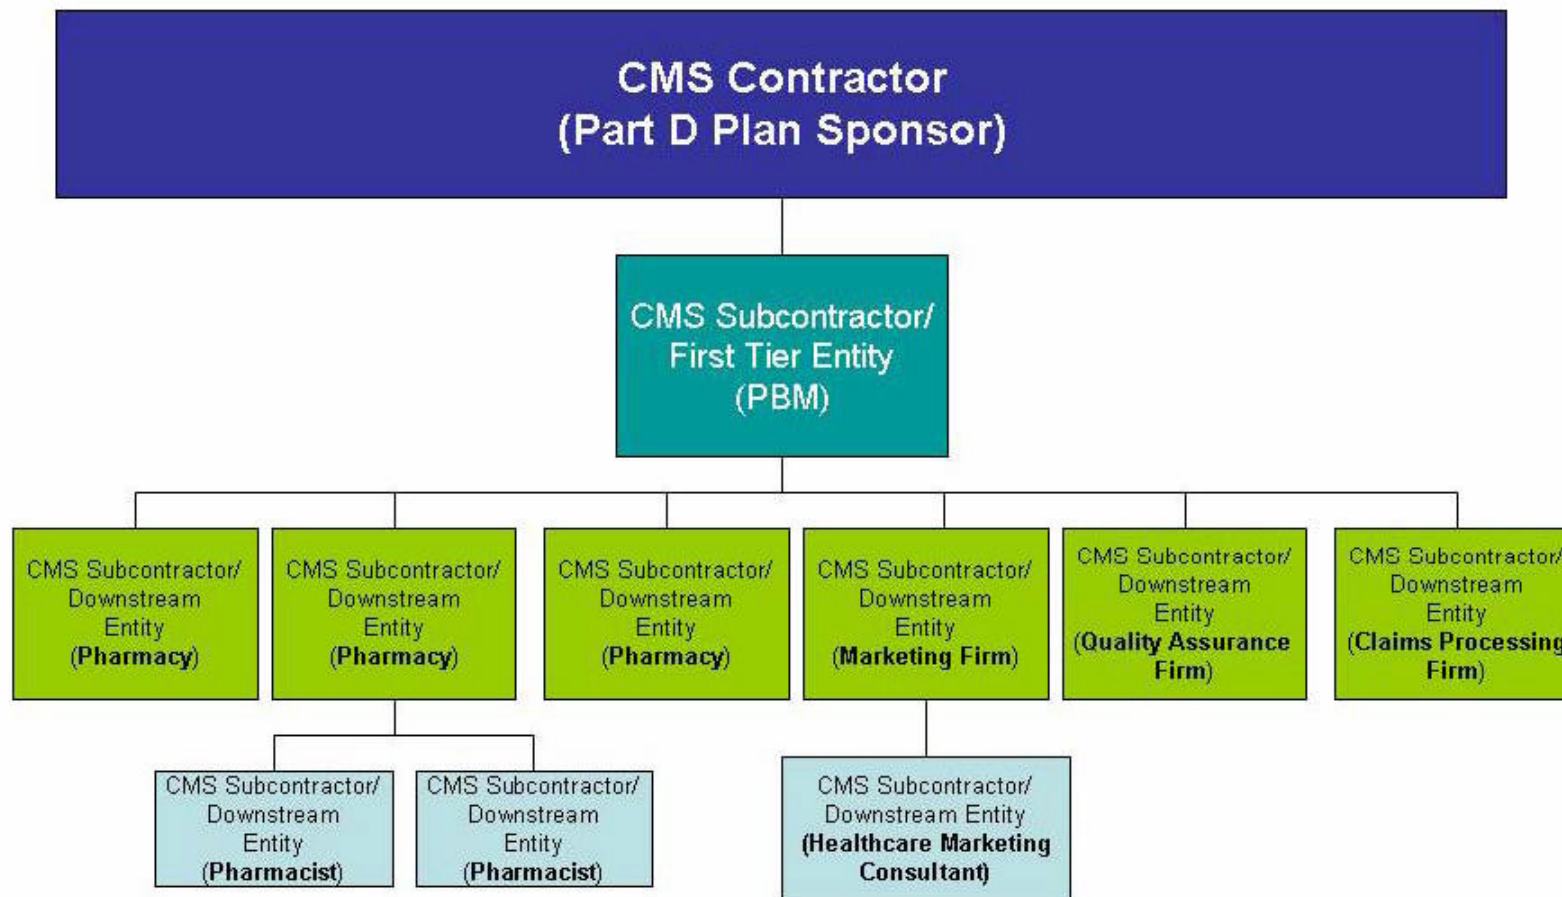 CMS Contractor
(Part D Plan Sponsor)
CMS Subcontractor/
First Tier Entity
(PBM)
CMS Subcontractor/
Downstream
Entity
(Pharmacy)
CMS Subcontractor/
Downstream
Entity
(Pharmacy)
CMS Subcontractor/
Downstream
Entity
(Pharmacy)
CMS Subcontractor/
Downstream
Entity
(Marketing Firm)
CMS Subcontractor/
Downstream
Entity
(Quality Assurance
Firm)
CMS Subcontractor/
Downstream
Entity
(Claims Processing
Firm)
CMS Subcontractor/
Downstream
Entity
(Pharmacist)
CMS Subcontractor/
Downstream
Entity
(Pharmacist)
CMS Subcontractor/
Downstream Entity
(Healthcare Marketing
Consultant)